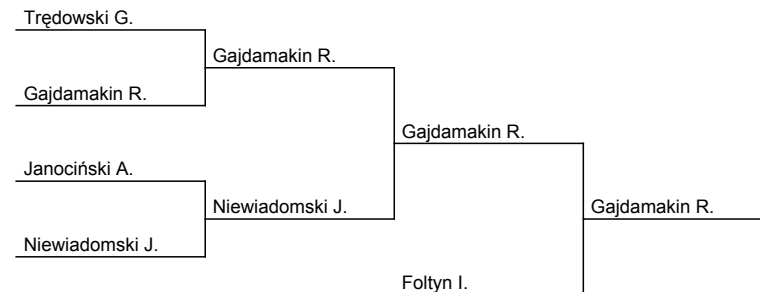 Trędowski G.
Gajdamakin R.
Gajdamakin R.
Gajdamakin R.
Janociński A.
Niewiadomski J.
Gajdamakin R.
Niewiadomski J.
Foltyn I.